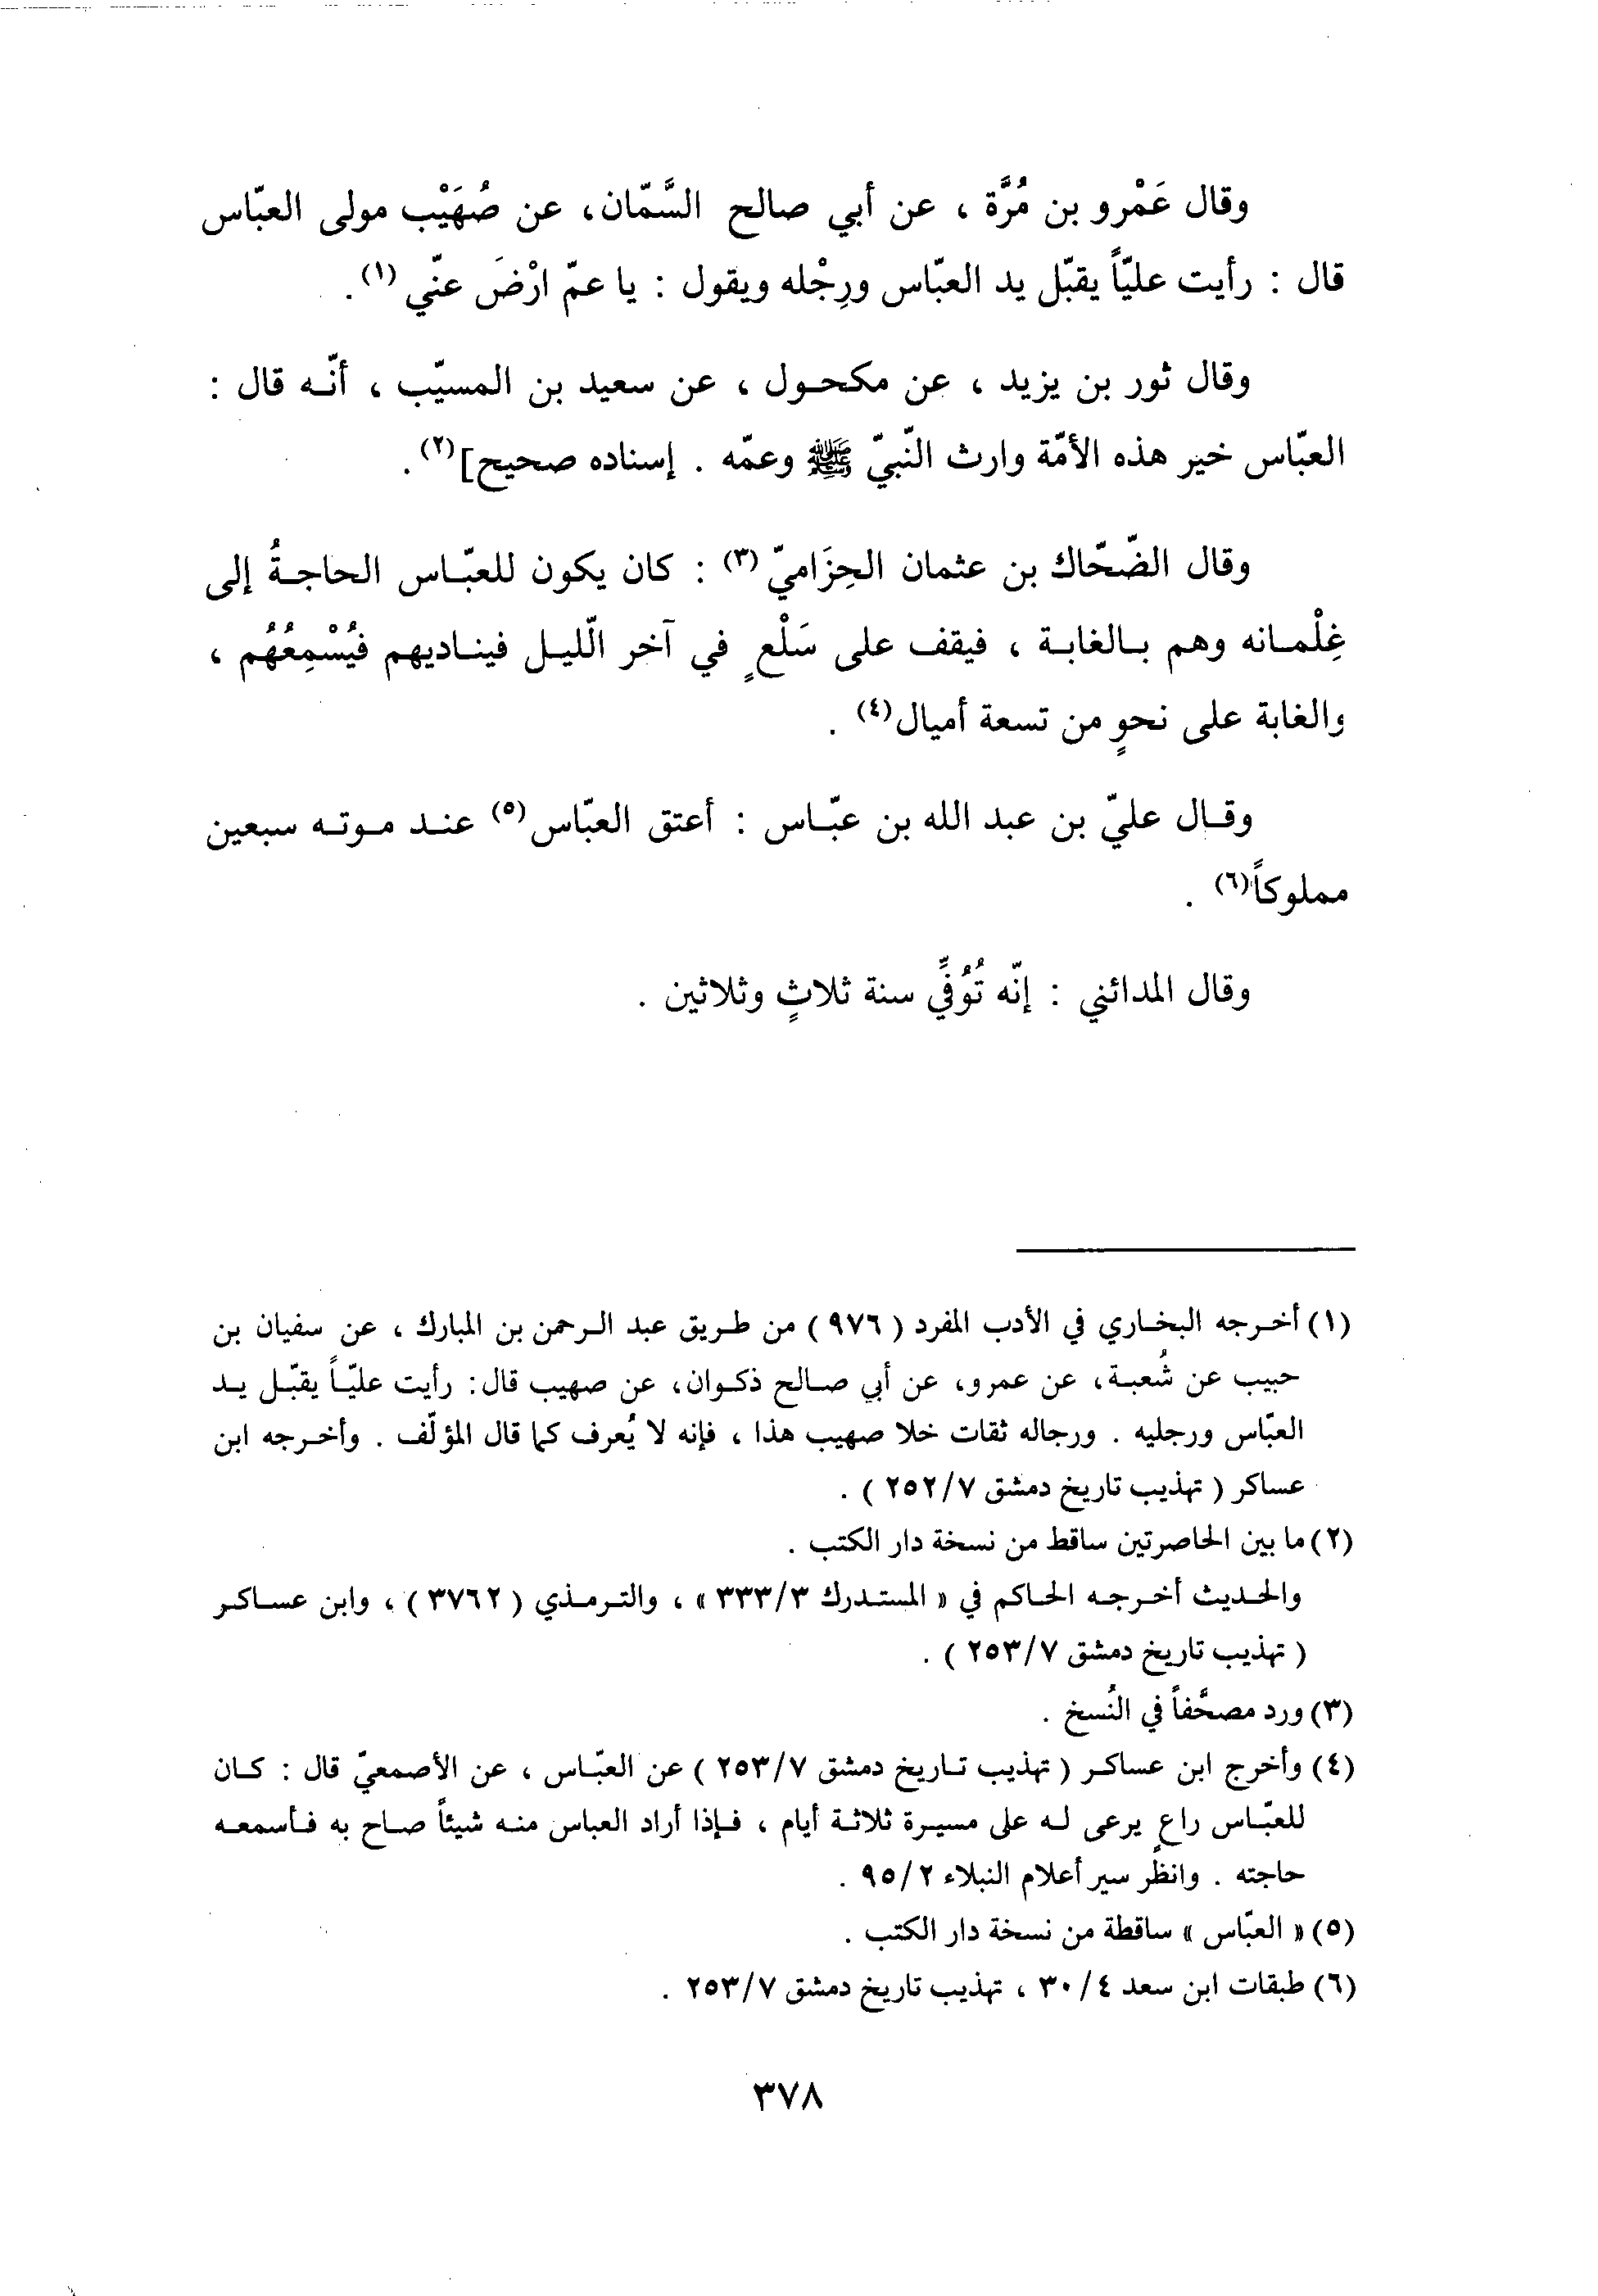 وقال عَمْرو بن مُرَّة ، عن أبي صالح السَّمّان، عن صُهَيْب مولى العبّاس
قال : رأيت عليّاً يقبّل يد العبّاس ورِجْله ويقول : يا عمّ ارْضَ عنّي (١) .
وقال ثور بن يزيد ، عن مكحول ، عن سعيد بن المسيّب ، أنّه قال :
العبّاس خير هذه الأمّة وارث النّبيّ ﷺ وعمّه . إسناده صحيح] (٢) .
وقال الضّحّاك بن عثمان الحِزَاميّ (٣) : كان يكون للعبّاس الحاجةُ إلى
غِلْمانه وهم بالغابة ، فيقف على سَلْعٍ في آخر اللّيل فيناديهم فيُسْمِعُهُم ،
والغابة على نحوٍ من تسعة أميال(٤) .
وقال عليّ بن عبد الله بن عبّاس : أعتق العبّاس(٥) عند موته سبعين
مملوكاً(٦) .
وقال المدائني : إنّه تُوُفِّي سنة ثلاثٍ وثلاثين .
(١) أخرجه البخاري في الأدب المفرد ( ٩٧٦ ) من طريق عبد الرحمن بن المبارك ، عن سفيان بن
حبيب عن شُعبة، عن عمرو، عن أبي صالح ذكوان، عن صهيب قال: رأيت عليّاً يقبّل يد
العبّاس ورجليه . ورجاله ثقات خلا صهيب هذا ، فإنه لا يُعرف كما قال المؤلّف . وأخرجه ابن
عساكر ( تهذيب تاريخ دمشق ٢٥٢/٧ ) .
(٢) ما بين الحاصرتين ساقط من نسخة دار الكتب .
والحديث أخرجه الحاكم في « المستدرك ٣٣٣/٣ » ، والترمذي ( ٣٧٦٢ ) ، وابن عساكر
( تهذيب تاريخ دمشق ٢٥٣/٧ ) .
(٣) ورد مصحَّفاً في النُسخ .
(٤) وأخرج ابن عساكر ( تهذيب تاريخ دمشق ٢٥٣/٧ ) عن العبّاس ، عن الأصمعيّ قال : كان
للعبّاس راعٍ يرعى له على مسيرة ثلاثة أيام ، فإذا أراد العباس منه شيئاً صاح به فأسمعه
حاجته . وانظر سير أعلام النبلاء ٩٥/٢ .
(٥) « العبّاس » ساقطة من نسخة دار الكتب .
(٦) طبقات ابن سعد ٣٠/٤ ، تهذيب تاريخ دمشق ٢٥٣/٧ .
٣٧٨